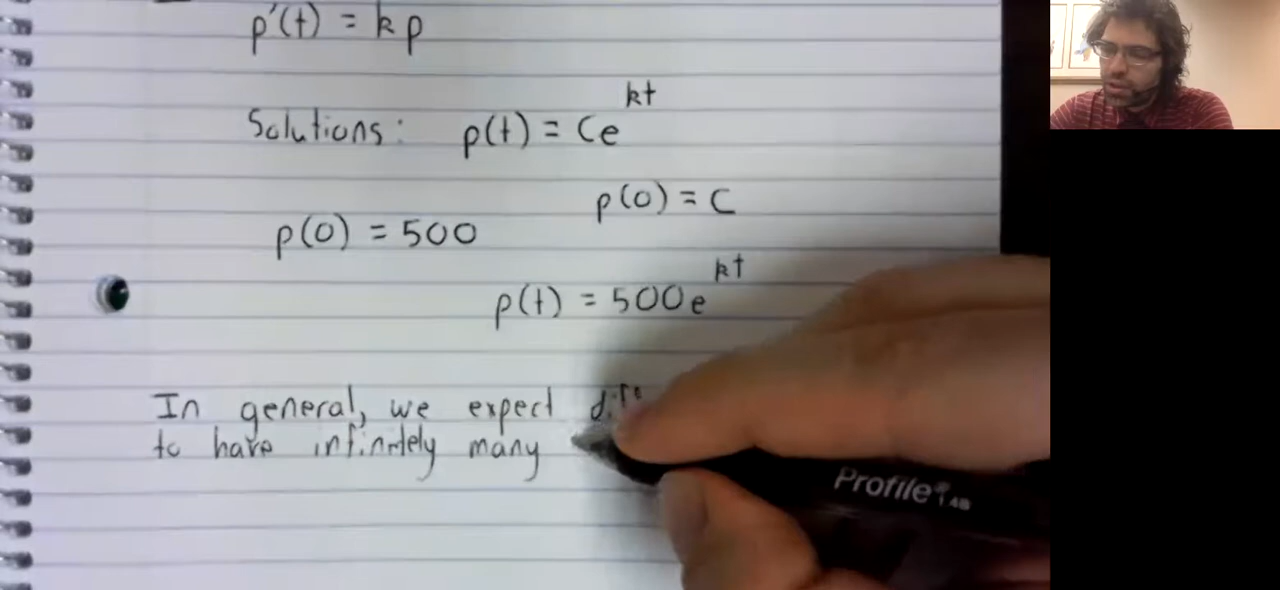 p'(t) = kp
Solutions: p(t) = Ce^kt
p(0) = C
p(0) = 500
p(t) = 500e^kt
In general, we expect
to have infinitely many
Profile